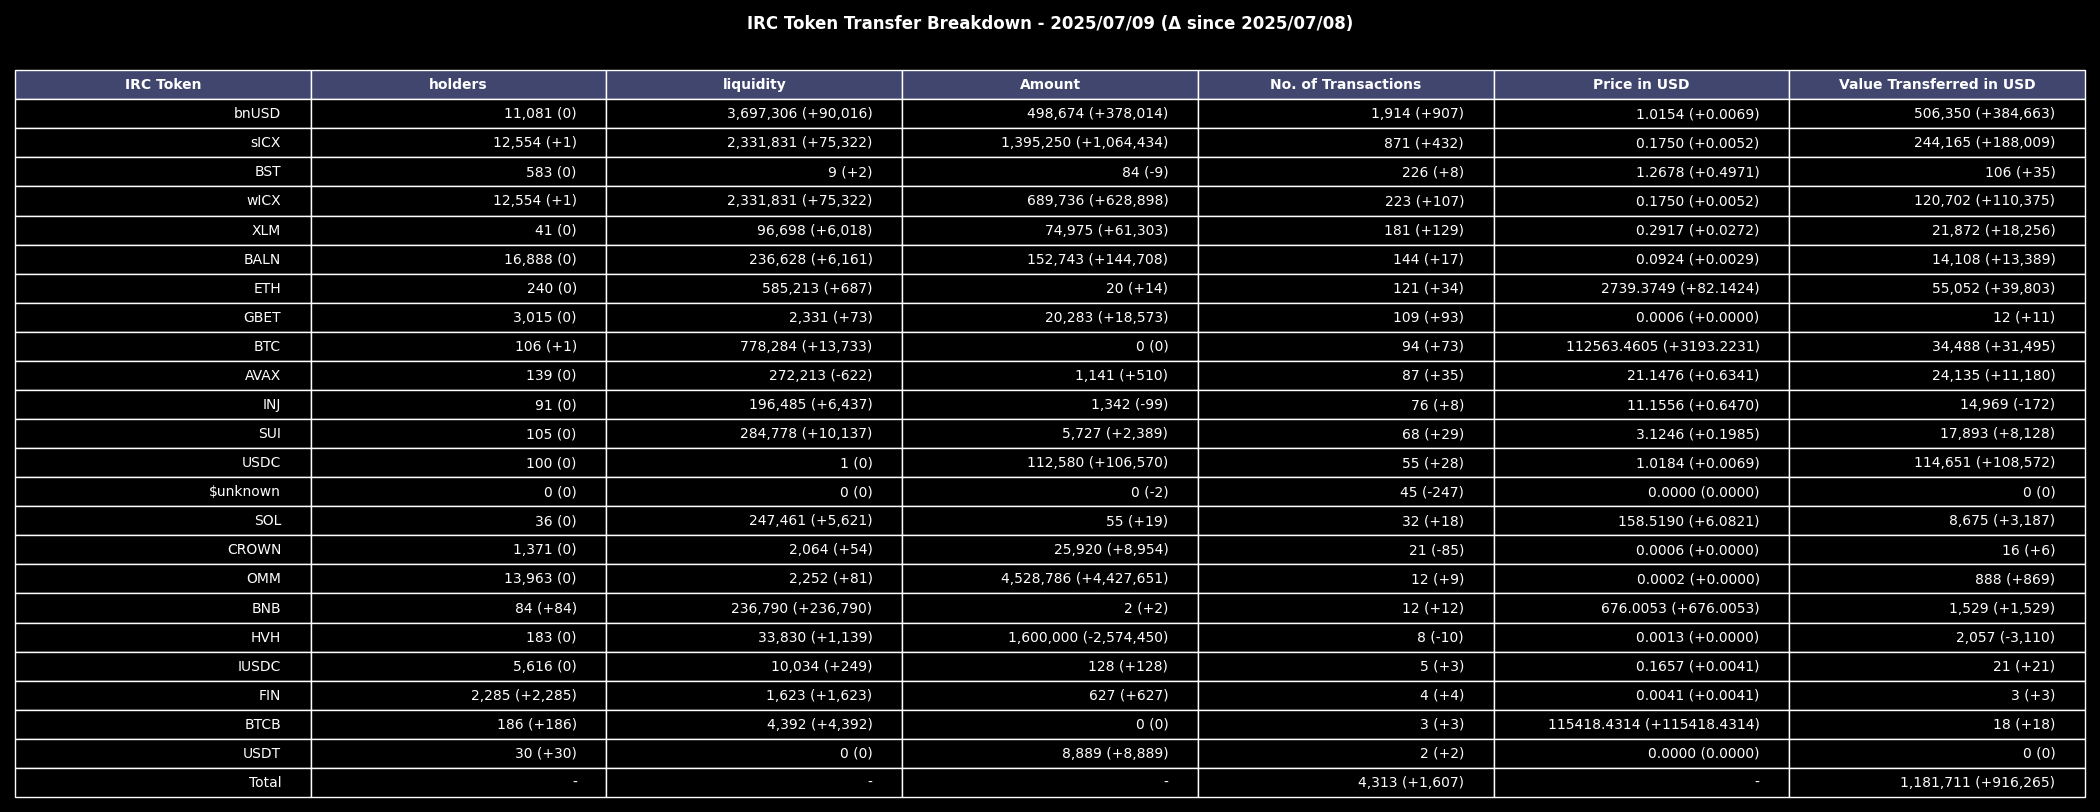 IRC Token Transfer Breakdown - 2025/07/09 (Δ since 2025/07/08)
IRC Token holders liquidity Amount No. of Transactions Price in USD Value Transferred in USD
bnUSD 11,081 (0) 3,697,306 (+90,016) 498,674 (+378,014) 1,914 (+907) 1.0154 (+0.0069) 506,350 (+384,663)
sICX 12,554 (+1) 2,331,831 (+75,322) 1,395,250 (+1,064,434) 871 (+432) 0.1750 (+0.0052) 244,165 (+188,009)
BST 583 (0) 9 (+2) 84 (-9) 226 (+8) 1.2678 (+0.4971) 106 (+35)
wICX 12,554 (+1) 2,331,831 (+75,322) 689,736 (+628,898) 223 (+107) 0.1750 (+0.0052) 120,702 (+110,375)
XLM 41 (0) 96,698 (+6,018) 74,975 (+61,303) 181 (+129) 0.2917 (+0.0272) 21,872 (+18,256)
BALN 16,888 (0) 236,628 (+6,161) 152,743 (+144,708) 144 (+17) 0.0924 (+0.0029) 14,108 (+13,389)
ETH 240 (0) 585,213 (+687) 20 (+14) 121 (+34) 2739.3749 (+82.1424) 55,052 (+39,803)
GBET 3,015 (0) 2,331 (+73) 20,283 (+18,573) 109 (+93) 0.0006 (+0.0000) 12 (+11)
BTC 106 (+1) 778,284 (+13,733) 0 (0) 94 (+73) 112563.4605 (+3193.2231) 34,488 (+31,495)
AVAX 139 (0) 272,213 (-622) 1,141 (+510) 87 (+35) 21.1476 (+0.6341) 24,135 (+11,180)
INJ 91 (0) 196,485 (+6,437) 1,342 (-99) 76 (+8) 11.1556 (+0.6470) 14,969 (-172)
SUI 105 (0) 284,778 (+10,137) 5,727 (+2,389) 68 (+29) 3.1246 (+0.1985) 17,893 (+8,128)
USDC 100 (0) 1 (0) 112,580 (+106,570) 55 (+28) 1.0184 (+0.0069) 114,651 (+108,572)
$unknown 0 (0) 0 (0) 0 (-2) 45 (-247) 0.0000 (0.0000) 0 (0)
SOL 36 (0) 247,461 (+5,621) 55 (+19) 32 (+18) 158.5190 (+6.0821) 8,675 (+3,187)
CROWN 1,371 (0) 2,064 (+54) 25,920 (+8,954) 21 (-85) 0.0006 (+0.0000) 16 (+6)
OMM 13,963 (0) 2,252 (+81) 4,528,786 (+4,427,651) 12 (+9) 0.0002 (+0.0000) 888 (+869)
BNB 84 (+84) 236,790 (+236,790) 2 (+2) 12 (+12) 676.0053 (+676.0053) 1,529 (+1,529)
HVH 183 (0) 33,830 (+1,139) 1,600,000 (-2,574,450) 8 (-10) 0.0013 (+0.0000) 2,057 (-3,110)
IUSDC 5,616 (0) 10,034 (+249) 128 (+128) 5 (+3) 0.1657 (+0.0041) 21 (+21)
FIN 2,285 (+2,285) 1,623 (+1,623) 627 (+627) 4 (+4) 0.0041 (+0.0041) 3 (+3)
BTCB 186 (+186) 4,392 (+4,392) 0 (0) 3 (+3) 115418.4314 (+115418.4314) 18 (+18)
USDT 30 (+30) 0 (0) 8,889 (+8,889) 2 (+2) 0.0000 (0.0000) 0 (0)
Total - - - 4,313 (+1,607) - 1,181,711 (+916,265)